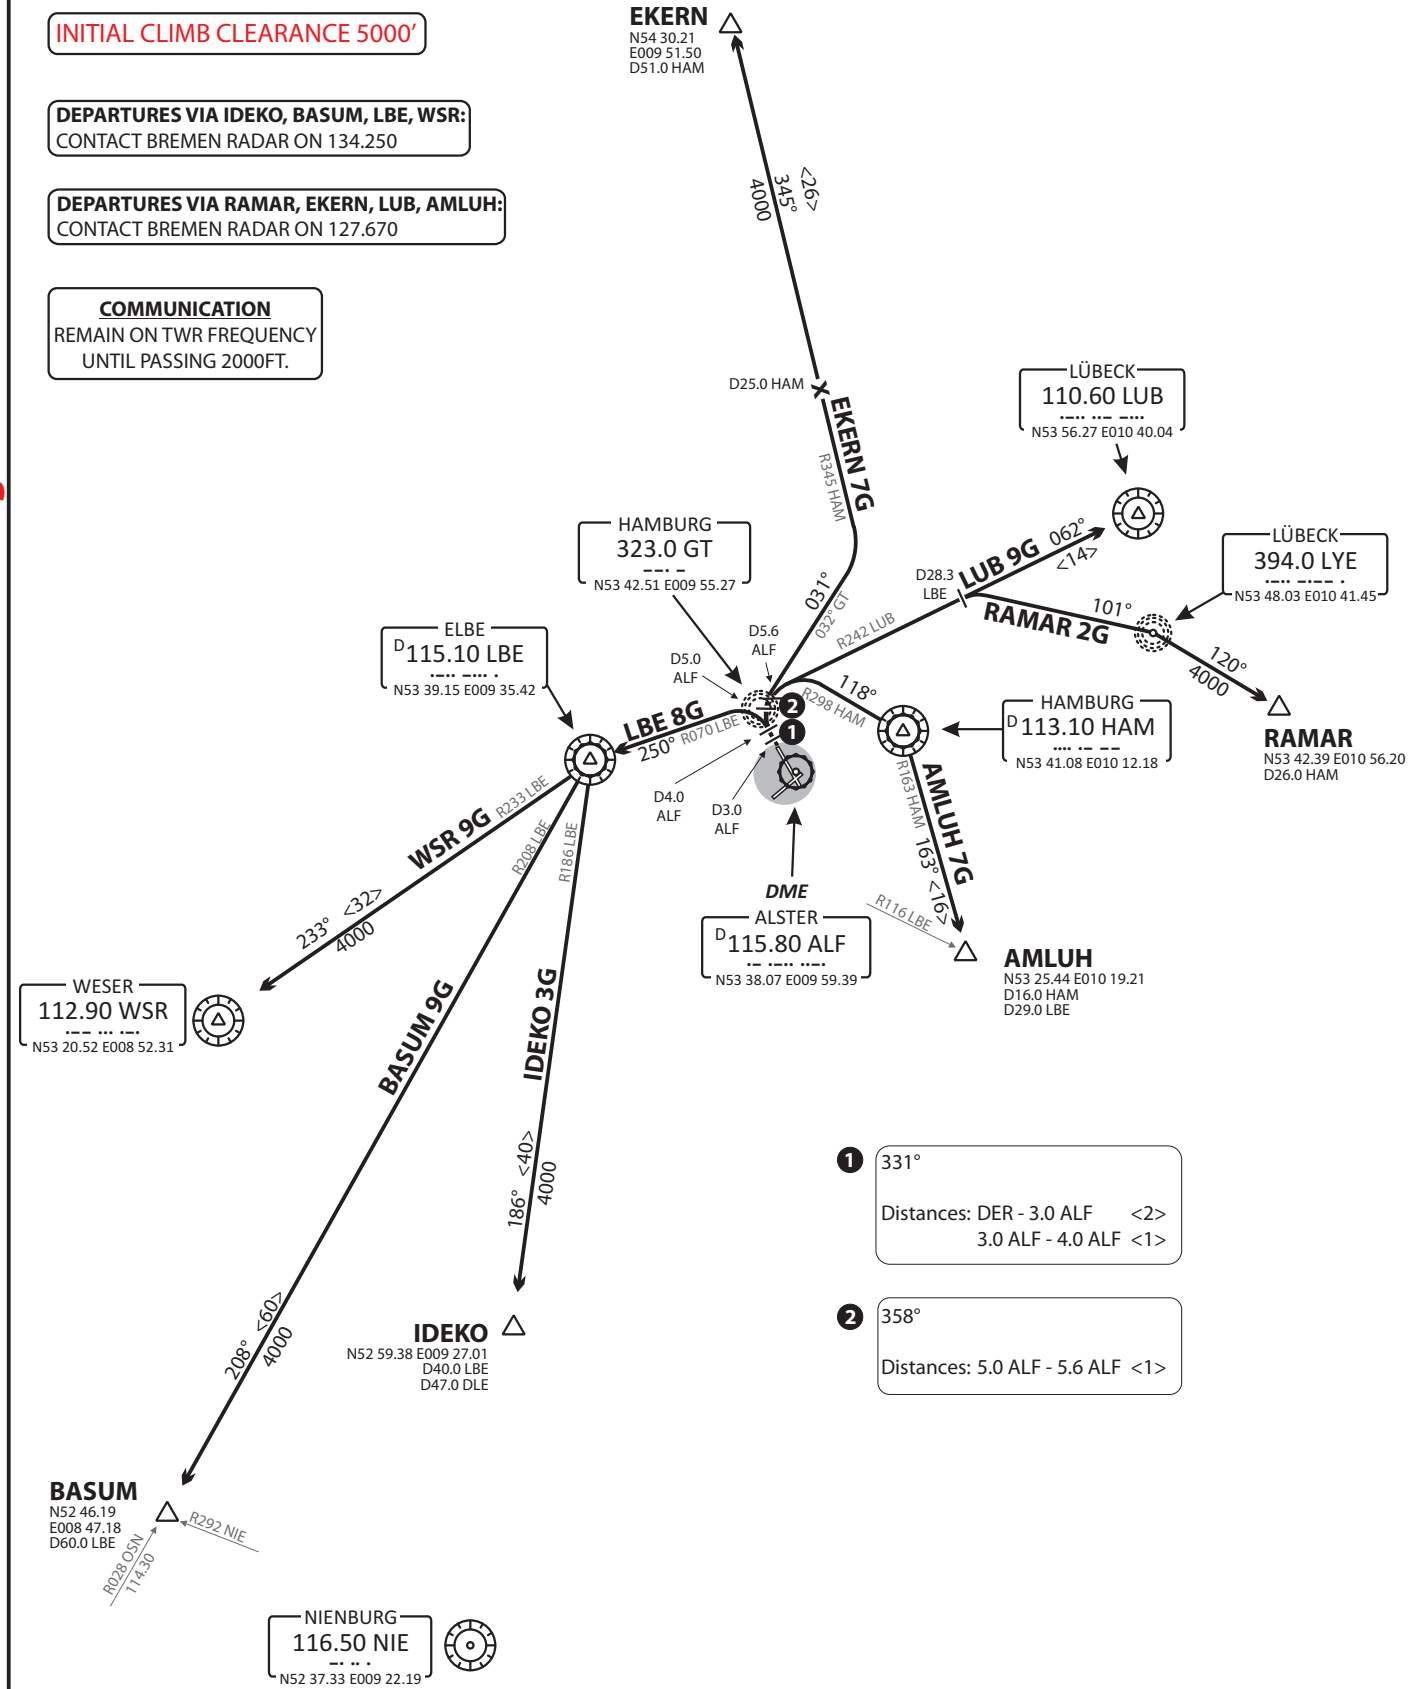 INITIAL CLIMB CLEARANCE 5000'
DEPARTURES VIA IDEKO, BASUM, LBE, WSR:
CONTACT BREMEN RADAR ON 134.250
DEPARTURES VIA RAMAR, EKERN, LUB, AMLUH:
CONTACT BREMEN RADAR ON 127.670
COMMUNICATION
REMAIN ON TWR FREQUENCY
UNTIL PASSING 2000FT.
EKERN
N54 30.21
E009 51.50
D51.0 HAM
<26>
345°
4000
D25.0 HAM
EKERN 7G
R345 HAM
LÜBECK
110.60 LUB
N53 56.27 E010 40.04
HAMBURG
323.0 GT
N53 42.51 E009 55.27
031°
032° GT
D28.3
LBE
LUB 9G
062°
<14>
R242 LUB
LÜBECK
394.0 LYE
N53 48.03 E010 41.45
RAMAR 2G
101°
120°
4000
RAMAR
N53 42.39 E010 56.20
D26.0 HAM
ELBE
D 115.10 LBE
N53 39.15 E009 35.42
D5.6
ALF
D5.0
ALF
118°
R298 HAM
HAMBURG
D 113.10 HAM
N53 41.08 E010 12.18
LBE 8G
250°
R070 LBE
2
1
D4.0
ALF
D3.0
ALF
R163 HAM
AMLUH 7G
163° <16>
R116 LBE
AMLUH
N53 25.44 E010 19.21
D16.0 HAM
D29.0 LBE
DME
ALSTER
D 115.80 ALF
N53 38.07 E009 59.39
WSR 9G
R233 LBE
233° <32>
4000
R208 LBE
R186 LBE
WESER
112.90 WSR
N53 20.52 E008 52.31
BASUM 9G
208° <60>
4000
IDEKO 3G
186° <40>
4000
IDEKO
N52 59.38 E009 27.01
D40.0 LBE
D47.0 DLE
BASUM
N52 46.19
E008 47.18
D60.0 LBE
R292 NIE
R028 OSN
114.30
NIENBURG
116.50 NIE
N52 37.33 E009 22.19
1 331°
Distances: DER - 3.0 ALF <2>
3.0 ALF - 4.0 ALF <1>
2 358°
Distances: 5.0 ALF - 5.6 ALF <1>